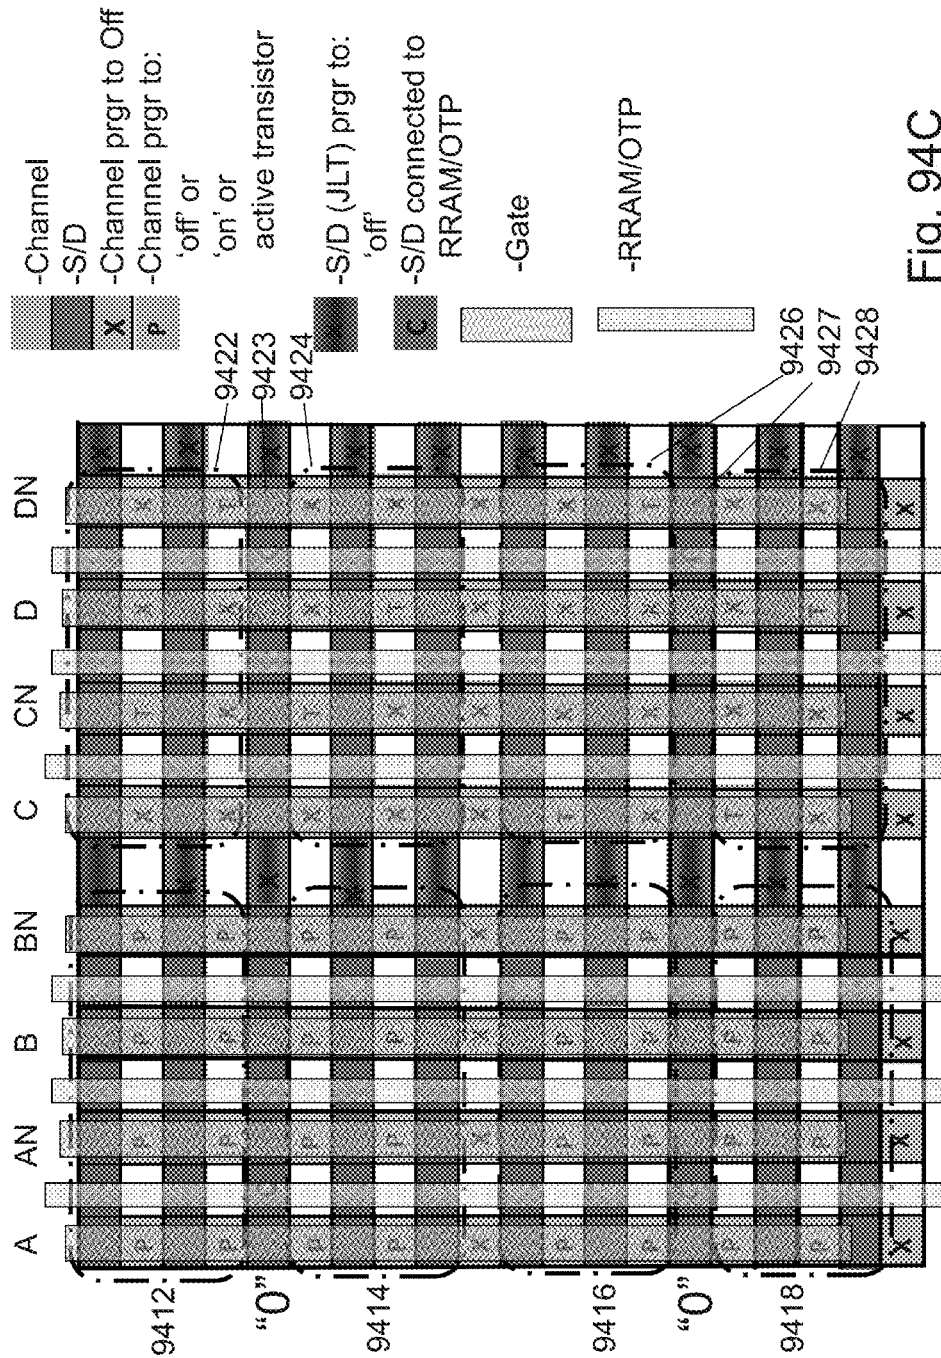 A AN B BN C CN D DN
9412
"0"
9414
9416
"0"
9418
P P P P X T X X
P P P P X X X T
P P P P X T X X
P P P P X X T X
X X X X X X X X
P P P P T X X X
P P P P X X X T
P P P P T
P P P P X X T X
X X X X X X X X
9422
9423
9424
9426
9427
9428
-Channel
-S/D
X -Channel prgr to Off
P -Channel prgr to:
'off' or
'on' or
active transistor
-S/D (JLT) prgr to:
'off'
C -S/D connected to
RRAM/OTP
-Gate
-RRAM/OTP
Fig. 94C